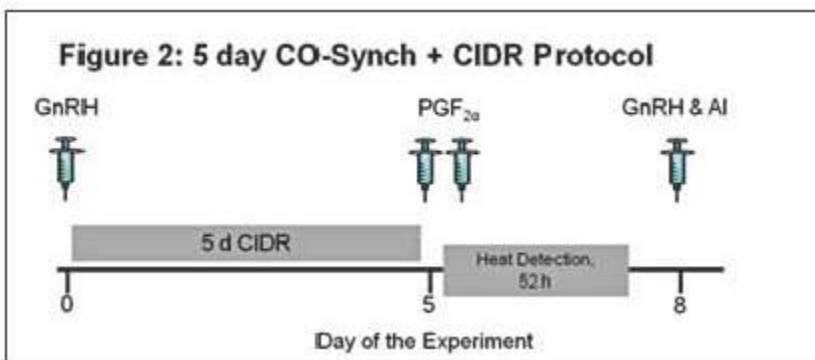 Figure 2: 5 day CO-Synch + CIDR Protocol
GnRIH PGF2α GnRH & AI
5 d CIDR
Heat Detection,
52 h
0 5 8
Day of the Experiment